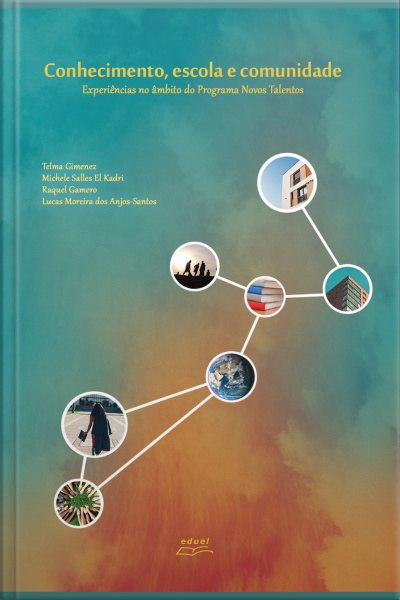 Conhecimento, escola e comunidade
Experiências no âmbito do Programa Novos Talentos
Telma Gimenez
Michele Salles El Kadri
Raquel Gamero
Lucas Moreira dos Anjos-Santos
eduel